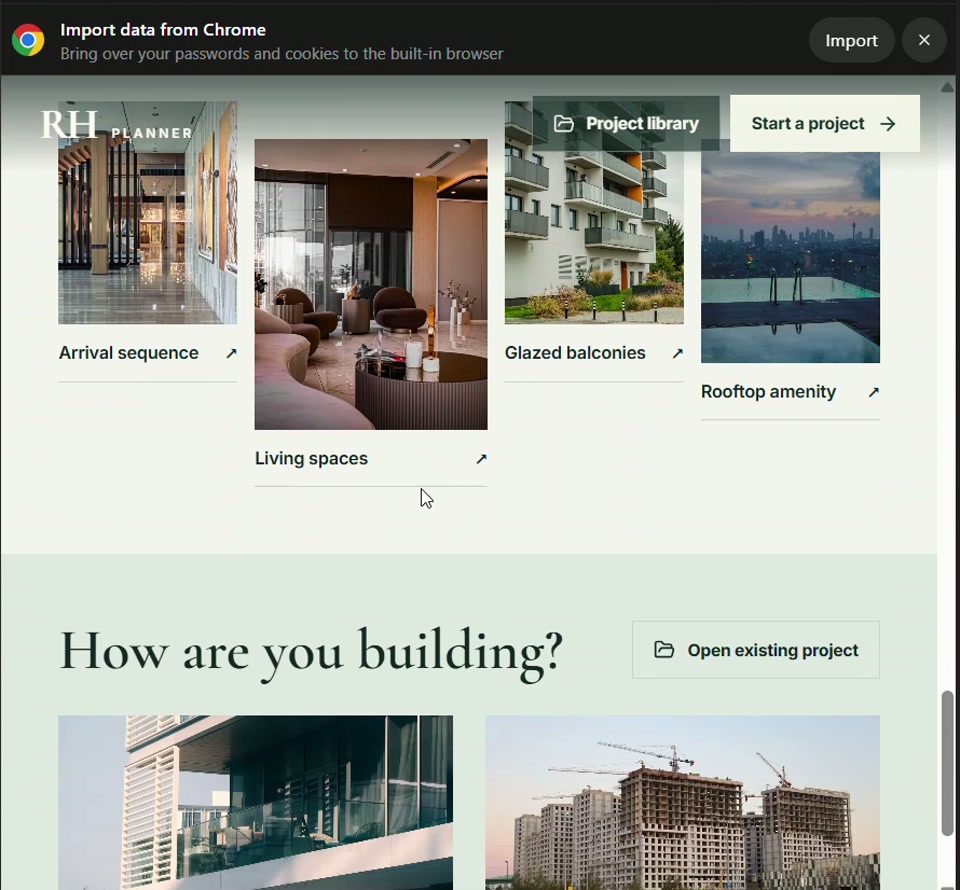 Import data from Chrome
Bring over your passwords and cookies to the built-in browser
Import
RH PLANNER
Project library
Start a project →
Arrival sequence ↗
Living spaces ↗
Glazed balconies ↗
Rooftop amenity ↗
How are you building?
Open existing project